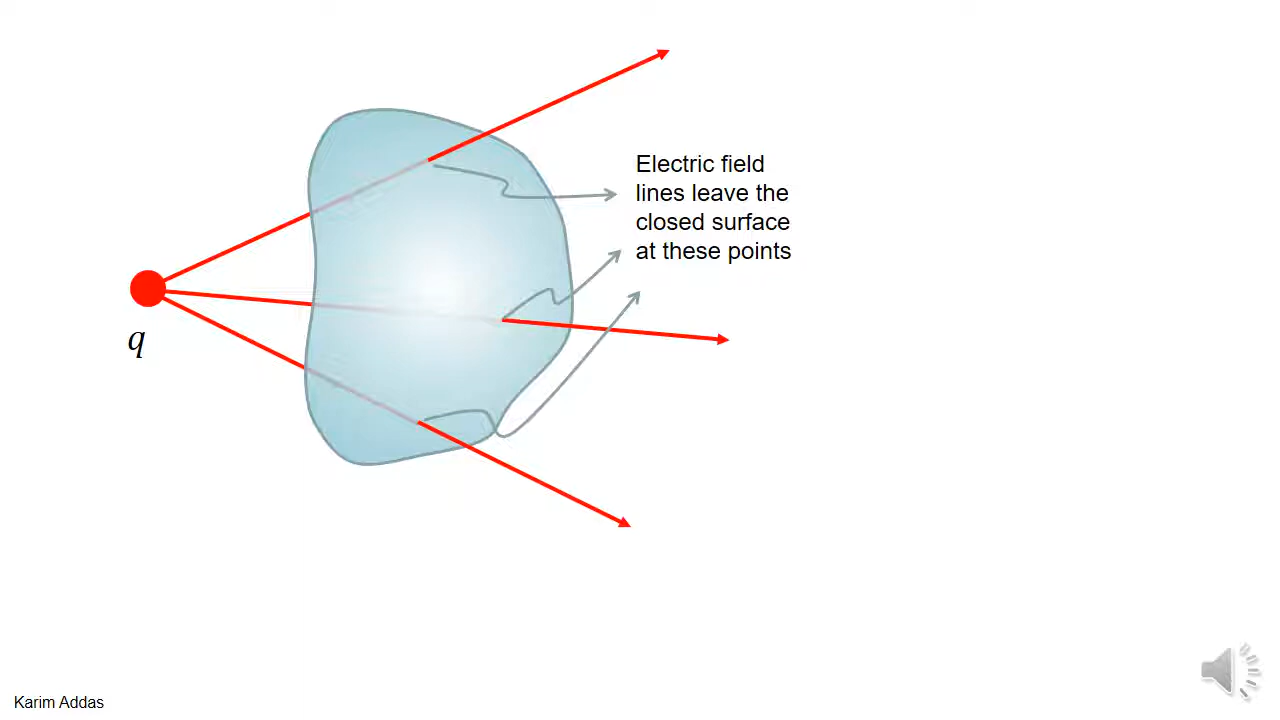 Electric field
lines leave the
closed surface
at these points
q
Karim Addas